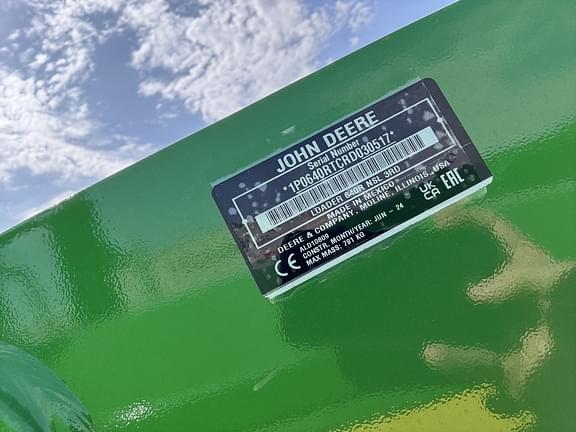 JOHN DEERE
Serial Number
*1P0640RTCRD030517*
LOADER 640R NSL 3RD
MADE IN MEXICO
DEERE & COMPANY, MOLINE, ILLINOIS, USA
ALD10809
CONSTR. MONTH/YEAR: JUN - 24
MAX MASS: 791 KG
CE
UK
CA
EAC